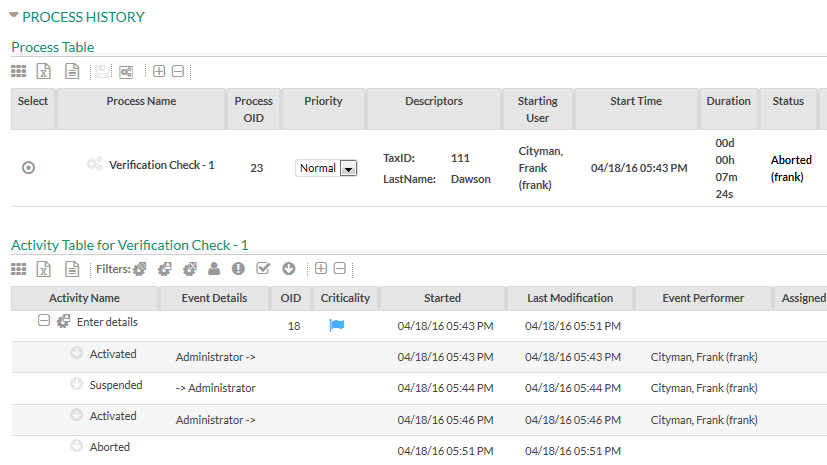 PROCESS HISTORY
Process Table
Select Process Name Process OID Priority Descriptors Starting User Start Time Duration Status
Verification Check - 1 23 Normal TaxID: 111 LastName: Dawson Cityman, Frank (frank) 04/18/16 05:43 PM 00d 00h 07m 24s Aborted (frank)
Activity Table for Verification Check - 1
Filters:
Activity Name Event Details OID Criticality Started Last Modification Event Performer Assigned
Enter details 18 04/18/16 05:43 PM 04/18/16 05:51 PM
Activated Administrator -> 04/18/16 05:43 PM 04/18/16 05:43 PM Cityman, Frank (frank)
Suspended -> Administrator 04/18/16 05:44 PM 04/18/16 05:44 PM Cityman, Frank (frank)
Activated Administrator -> 04/18/16 05:46 PM 04/18/16 05:46 PM Cityman, Frank (frank)
Aborted 04/18/16 05:51 PM 04/18/16 05:51 PM